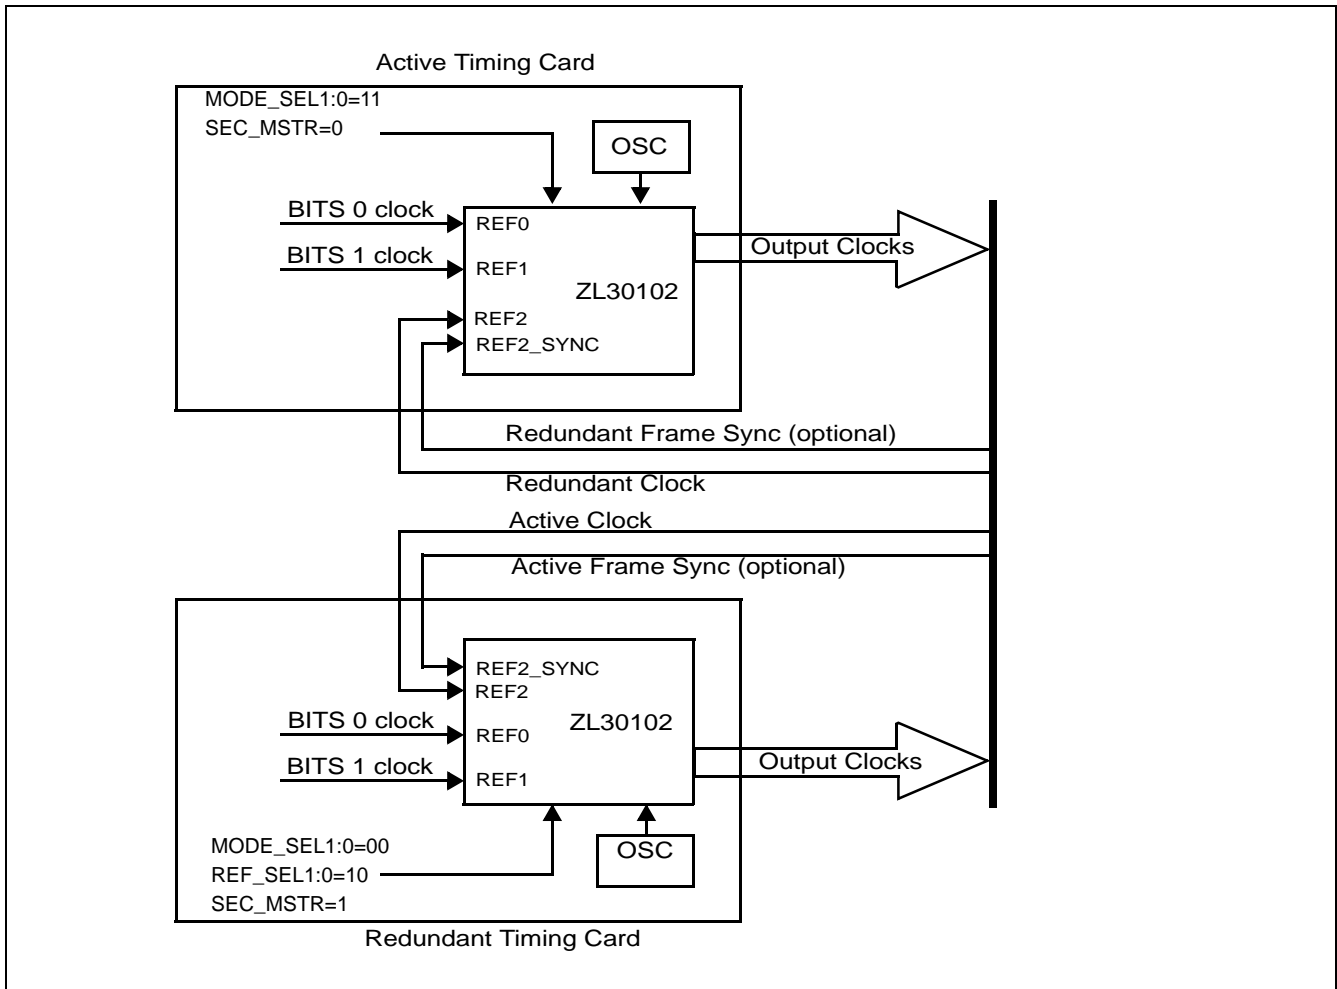 Active Timing Card
MODE_SEL1:0=11
SEC_MSTR=0
OSC
BITS 0 clock
REF0
BITS 1 clock
REF1
ZL30102
Output Clocks
REF2
REF2_SYNC
Redundant Frame Sync (optional)
Redundant Clock
Active Clock
Active Frame Sync (optional)
REF2_SYNC
REF2
BITS 0 clock
REF0
ZL30102
BITS 1 clock
REF1
Output Clocks
MODE_SEL1:0=00
REF_SEL1:0=10
SEC_MSTR=1
OSC
Redundant Timing Card